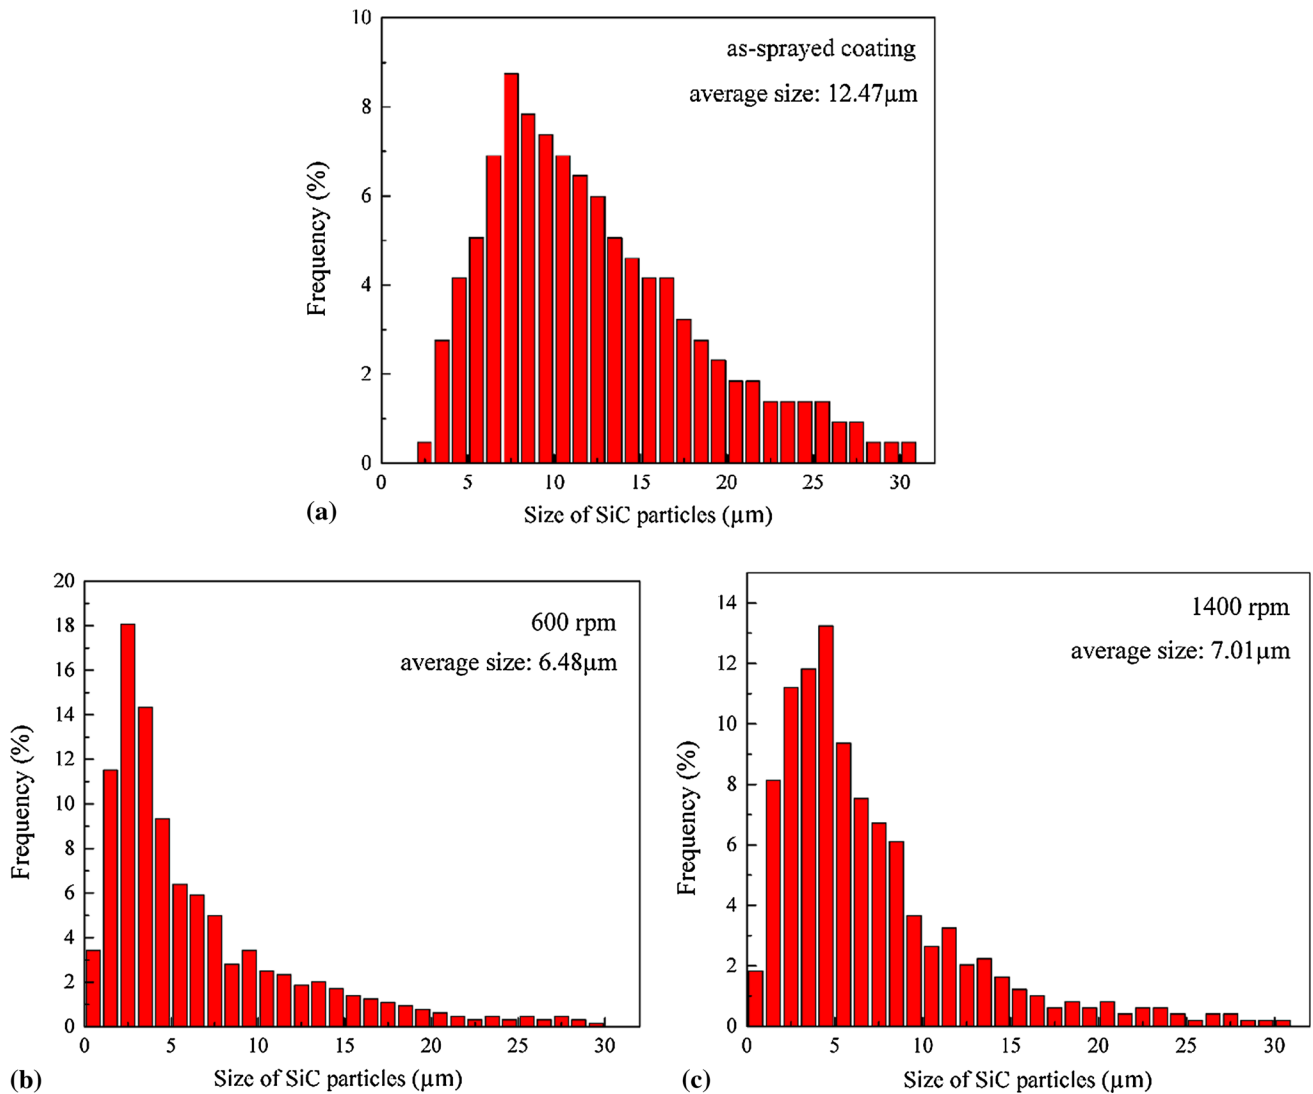 10
as-sprayed coating
average size: 12.47μm
8
6
4
2
0
Frequency (%)
0 5 10 15 20 25 30
Size of SiC particles (μm)
(a)
20
600 rpm
average size: 6.48μm
18
16
14
12
10
8
6
4
2
0
Frequency (%)
0 5 10 15 20 25 30
Size of SiC particles (μm)
(b)
14
1400 rpm
average size: 7.01μm
12
10
8
6
4
2
0
Frequency (%)
0 5 10 15 20 25 30
Size of SiC particles (μm)
(c)